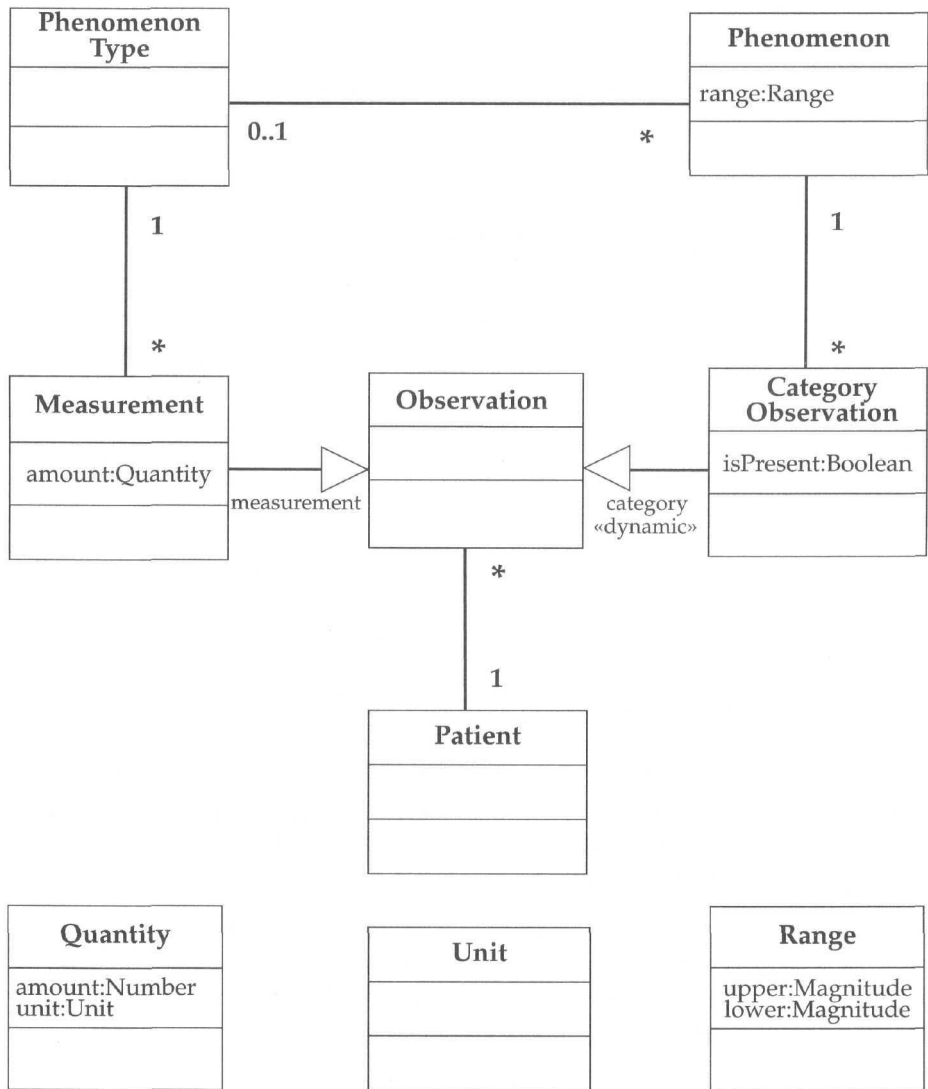 Phenomenon
Type
Phenomenon
range:Range
0..1
*
1
1
*
*
Measurement
amount:Quantity
Observation
Category
Observation
isPresent:Boolean
measurement
category
«dynamic»
*
1
Patient
Quantity
amount:Number
unit:Unit
Unit
Range
upper:Magnitude
lower:Magnitude